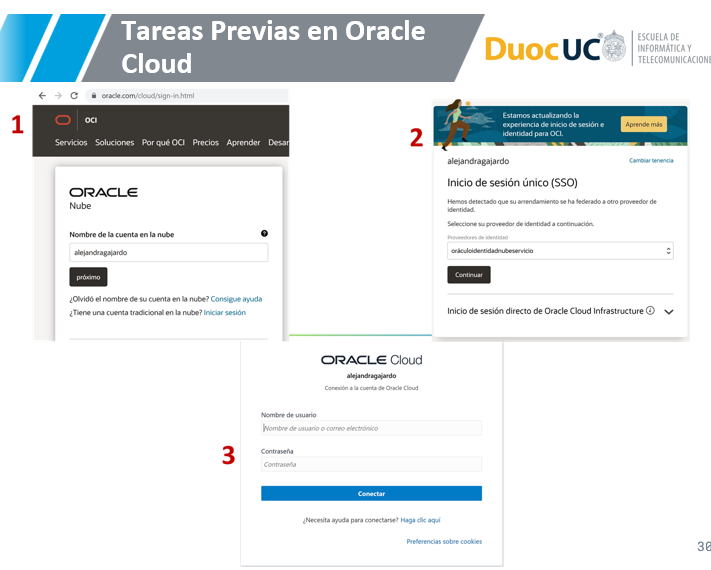 Tareas Previas en Oracle
Cloud
DuocUC
ESCUELA DE
INFORMÁTICA Y
TELECOMUNICACIONE
1
oracle.com/cloud/sign-in.html
OCI
Servicios Soluciones Por qué OCI Precios Aprender Desar
ORACLE
Nube
Nombre de la cuenta en la nube
alejandragajardo
próximo
¿Olvidó el nombre de su cuenta en la nube? Consigue ayuda
¿Tiene una cuenta tradicional en la nube? Iniciar sesión
2
Estamos actualizando la
experiencia de inicio de sesión e
identidad para OCI.
Aprende más
alejandragajardo
Cambiar tenencia
Inicio de sesión único (SSO)
Hemos detectado que su arrendamiento se ha federado a otro proveedor de
identidad.
Seleccione su proveedor de identidad a continuación.
Proveedores de identidad
oráculoidentidadnubeservicio
Continuar
Inicio de sesión directo de Oracle Cloud Infrastructure
3
ORACLE Cloud
alejandragajardo
Conexión a la cuenta de Oracle Cloud
Nombre de usuario
Nombre de usuario o correo electrónico
Contraseña
Contraseña
Conectar
¿Necesita ayuda para conectarse? Haga clic aquí
Preferencias sobre cookies
30